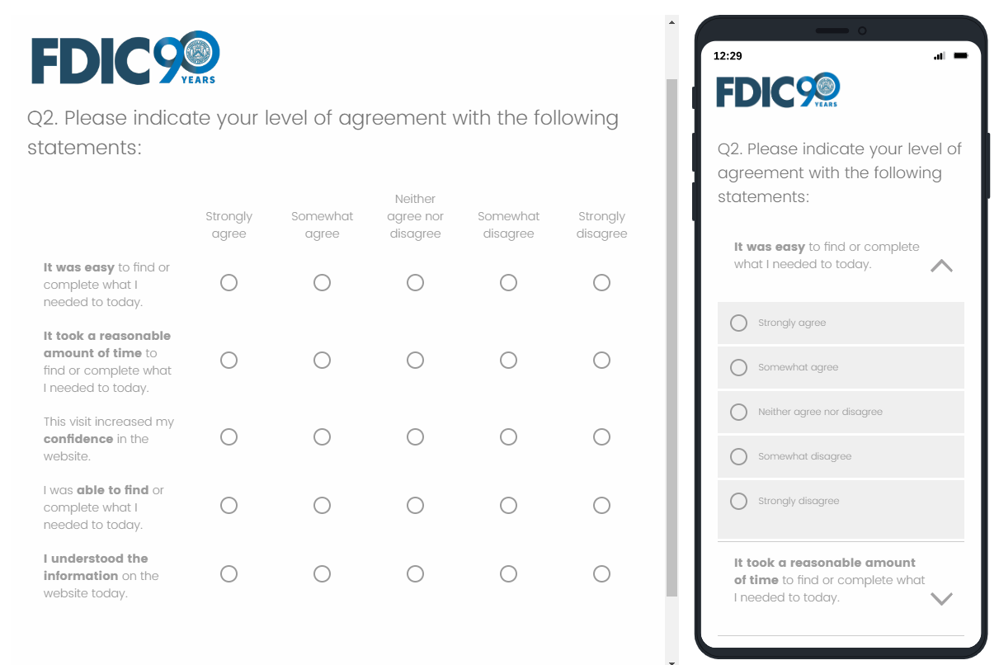 FDIC 90
YEARS
Q2. Please indicate your level of agreement with the following
statements:
Strongly
agree
Somewhat
agree
Neither
agree nor
disagree
Somewhat
disagree
Strongly
disagree
It was easy to find or
complete what I
needed to today.
It took a reasonable
amount of time to
find or complete what
I needed to today.
This visit increased my
confidence in the
website.
I was able to find or
complete what I
needed to today.
I understood the
information on the
website today.
12:29
FDIC 90
YEARS
Q2. Please indicate your level of
agreement with the following
statements:
It was easy to find or complete
what I needed to today.
Strongly agree
Somewhat agree
Neither agree nor disagree
Somewhat disagree
Strongly disagree
It took a reasonable amount
of time to find or complete what
I needed to today.